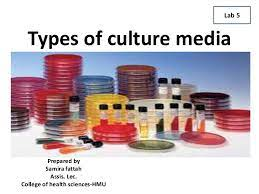 Lab 5
Types of culture media
Prepared by
Samira fattah
Assis. Lec.
College of health sciences-HMU